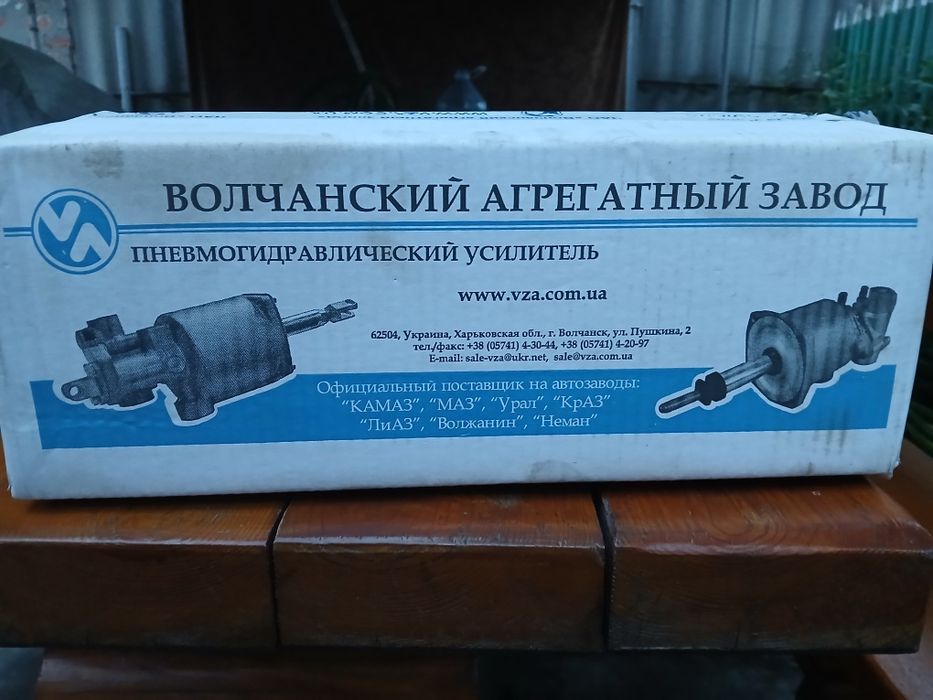 ВОЛЧАНСКИЙ АГРЕГАТНЫЙ ЗАВОД
ПНЕВМОГИДРАВЛИЧЕСКИЙ УСИЛИТЕЛЬ
www.vza.com.ua
62504, Украина, Харьковская обл., г. Волчанск, ул. Пушкина, 2
тел./факс: +38 (05741) 4-30-44, +38 (05741) 4-20-97
E-mail: sale-vza@ukr.net, sale@vza.com.ua
Официальный поставщик на автозаводы:
“КАМАЗ”, “МАЗ”, “Урал”, “КрАЗ”
“ЛиАЗ”, “Волжанин”, “Неман”